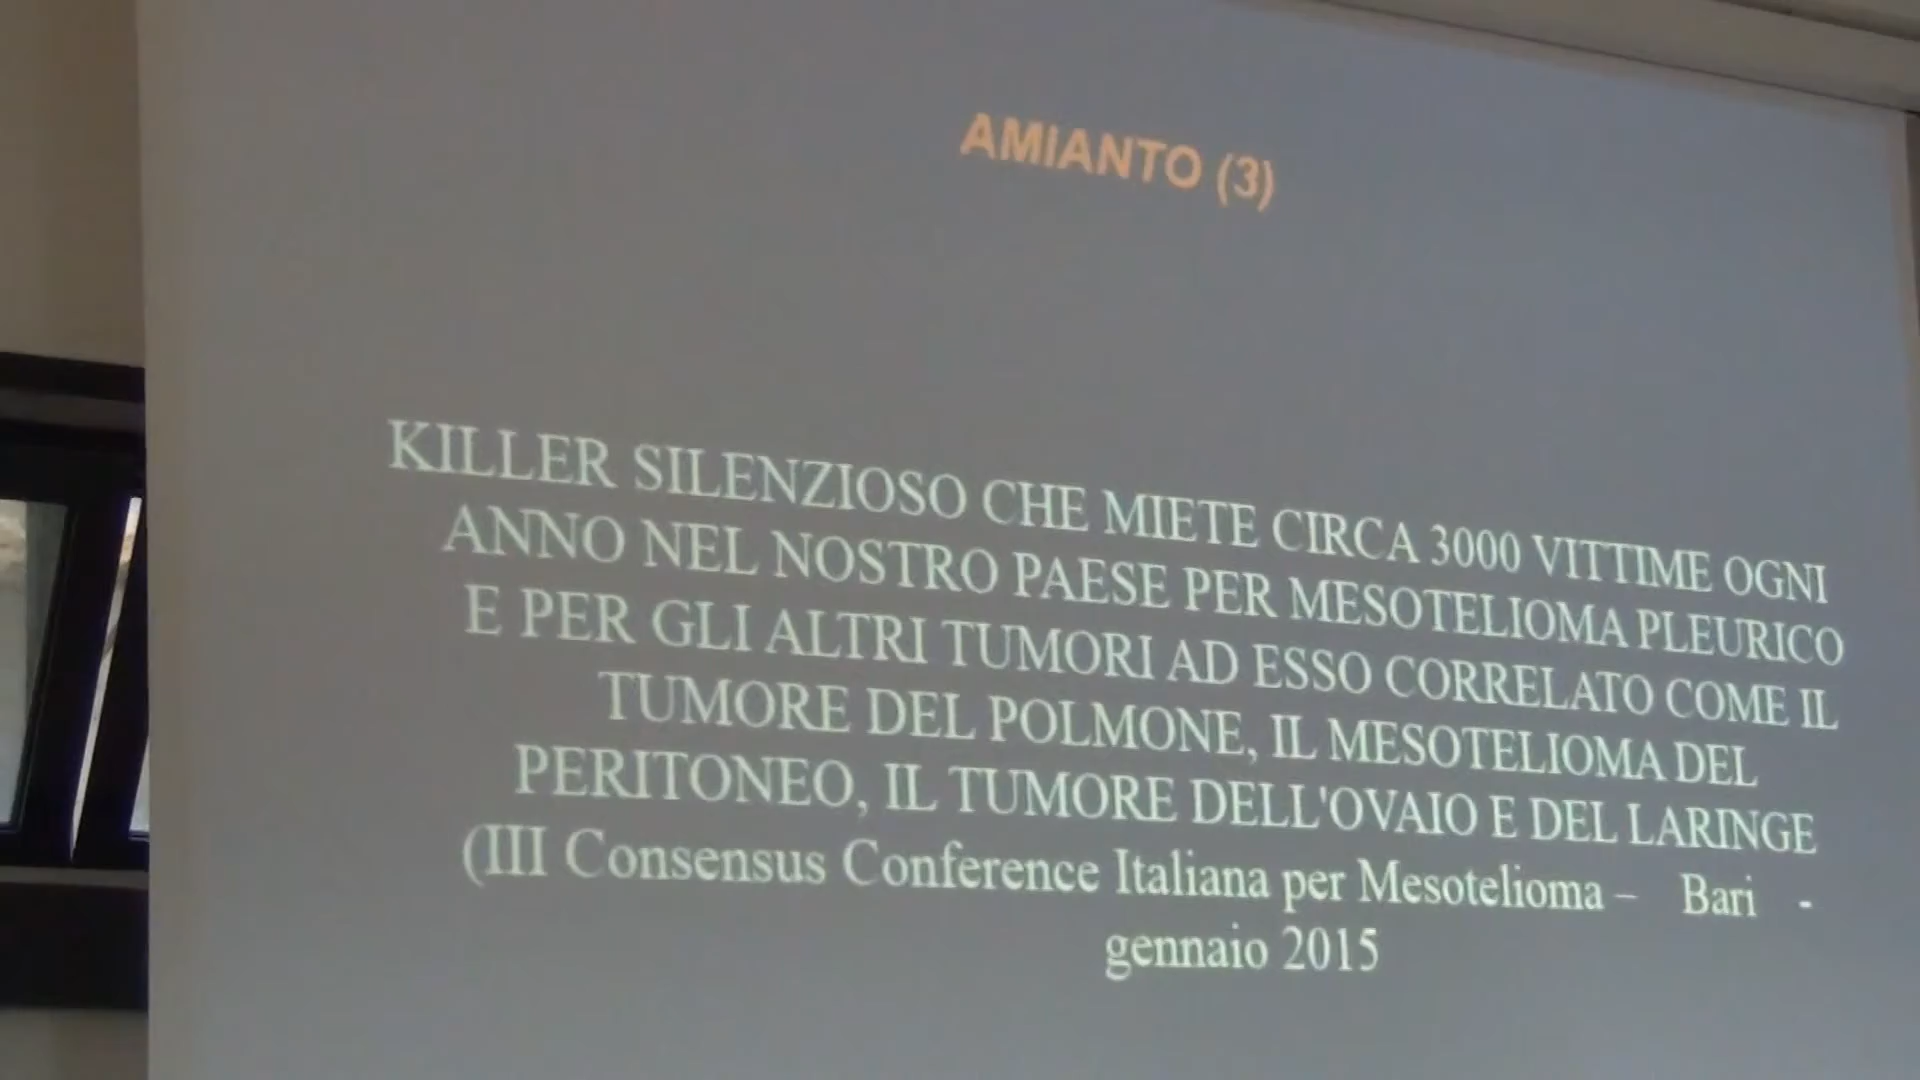 AMIANTO (3)
KILLER SILENZIOSO CHE MIETE CIRCA 3000 VITTIME OGNI
ANNO NEL NOSTRO PAESE PER MESOTELIOMA PLEURICO
E PER GLI ALTRI TUMORI AD ESSO CORRELATO COME IL
TUMORE DEL POLMONE, IL MESOTELIOMA DEL
PERITONEO, IL TUMORE DELL'OVAIO E DEL LARINGE
(III Consensus Conference Italiana per Mesotelioma – Bari -
gennaio 2015